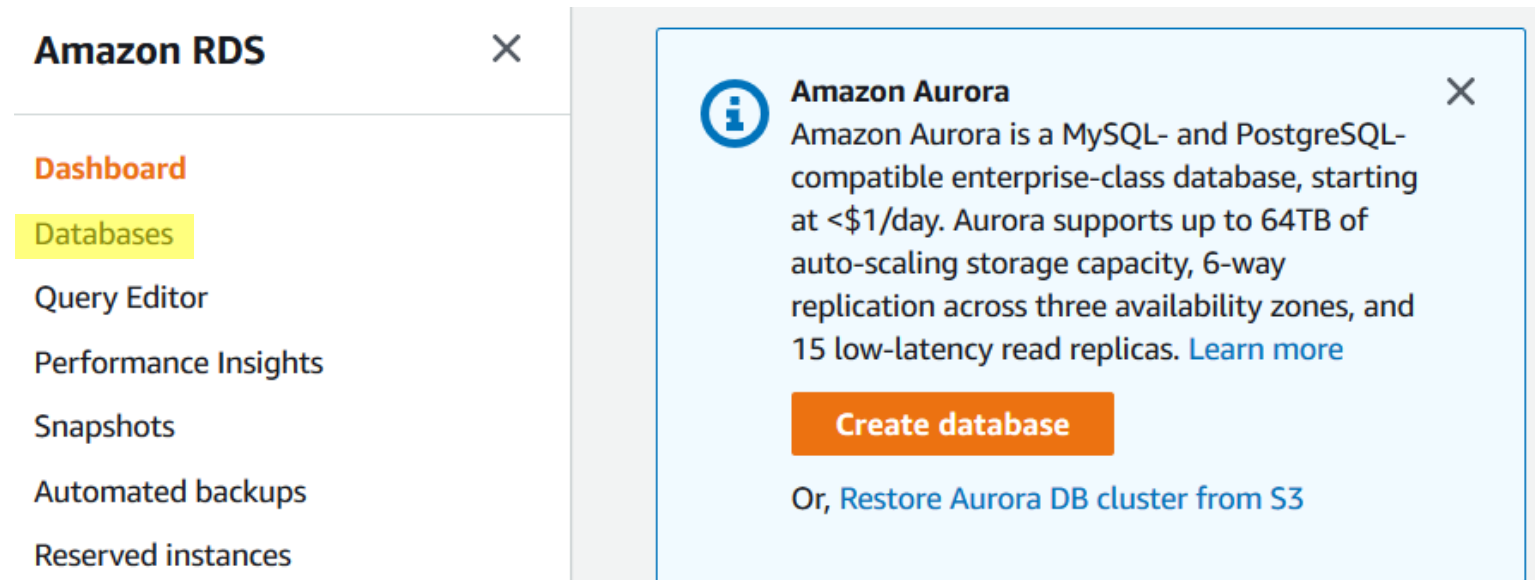 Amazon RDS
Dashboard
Databases
Query Editor
Performance Insights
Snapshots
Automated backups
Reserved instances
Amazon Aurora
Amazon Aurora is a MySQL- and PostgreSQL-
compatible enterprise-class database, starting
at <$1/day. Aurora supports up to 64TB of
auto-scaling storage capacity, 6-way
replication across three availability zones, and
15 low-latency read replicas. Learn more
Create database
Or, Restore Aurora DB cluster from S3